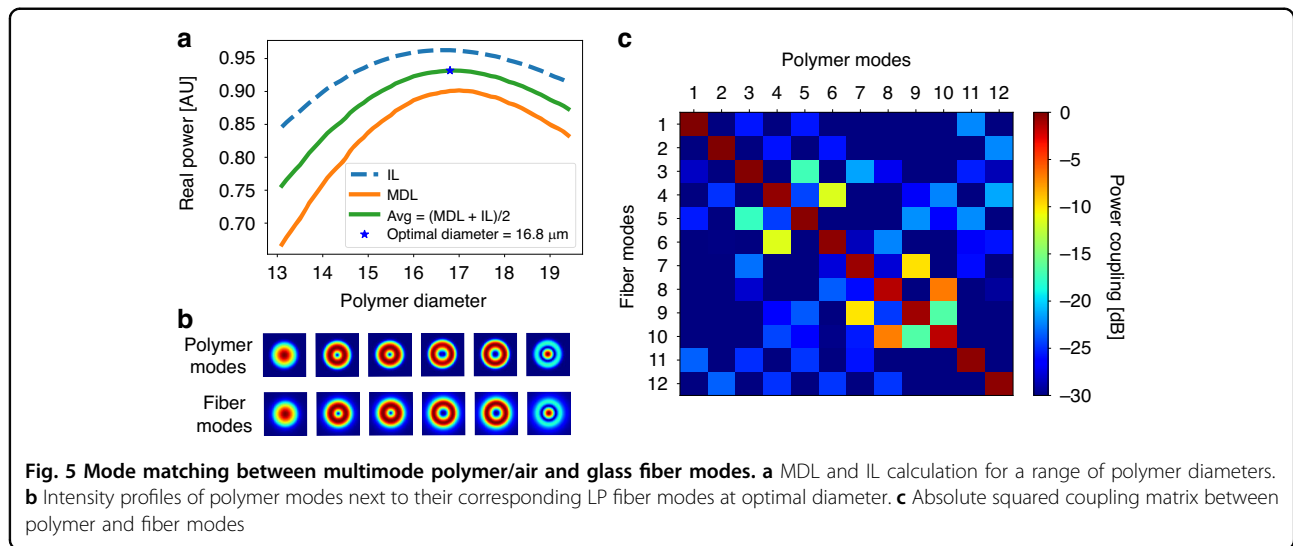 a
0.95
0.90
0.85
0.80
0.75
0.70
Real power [AU]
IL
MDL
Avg = (MDL + IL)/2
Optimal diameter = 16.8 μm
13 14 15 16 17 18 19
Polymer diameter
b
Polymer
modes
Fiber
modes
c
Polymer modes
1 2 3 4 5 6 7 8 9 10 11 12
Fiber modes
1
2
3
4
5
6
7
8
9
10
11
12
0
−5
−10
−15
−20
−25
−30
Power coupling [dB]
Fig. 5 Mode matching between multimode polymer/air and glass fiber modes. a MDL and IL calculation for a range of polymer diameters.
b Intensity profiles of polymer modes next to their corresponding LP fiber modes at optimal diameter. c Absolute squared coupling matrix between
polymer and fiber modes